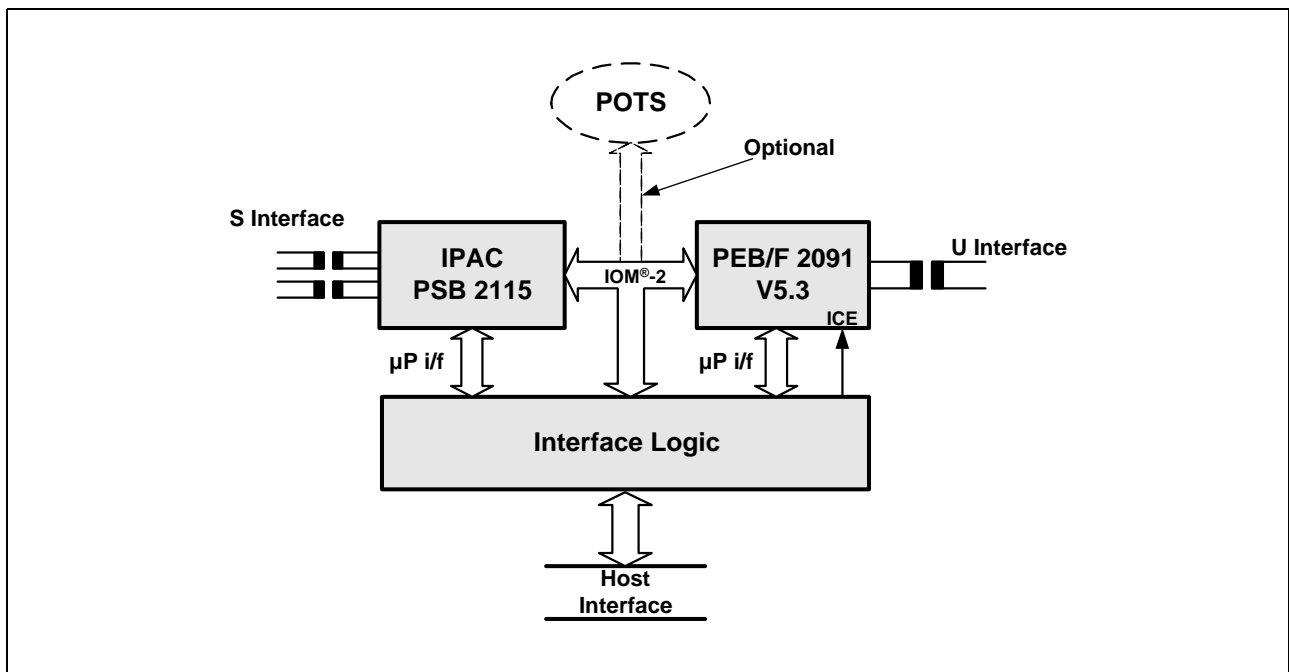 POTS
Optional
S Interface
IPAC
PSB 2115
IOM®-2
PEB/F 2091
V5.3
ICE
U Interface
µP i/f
µP i/f
Interface Logic
Host
Interface